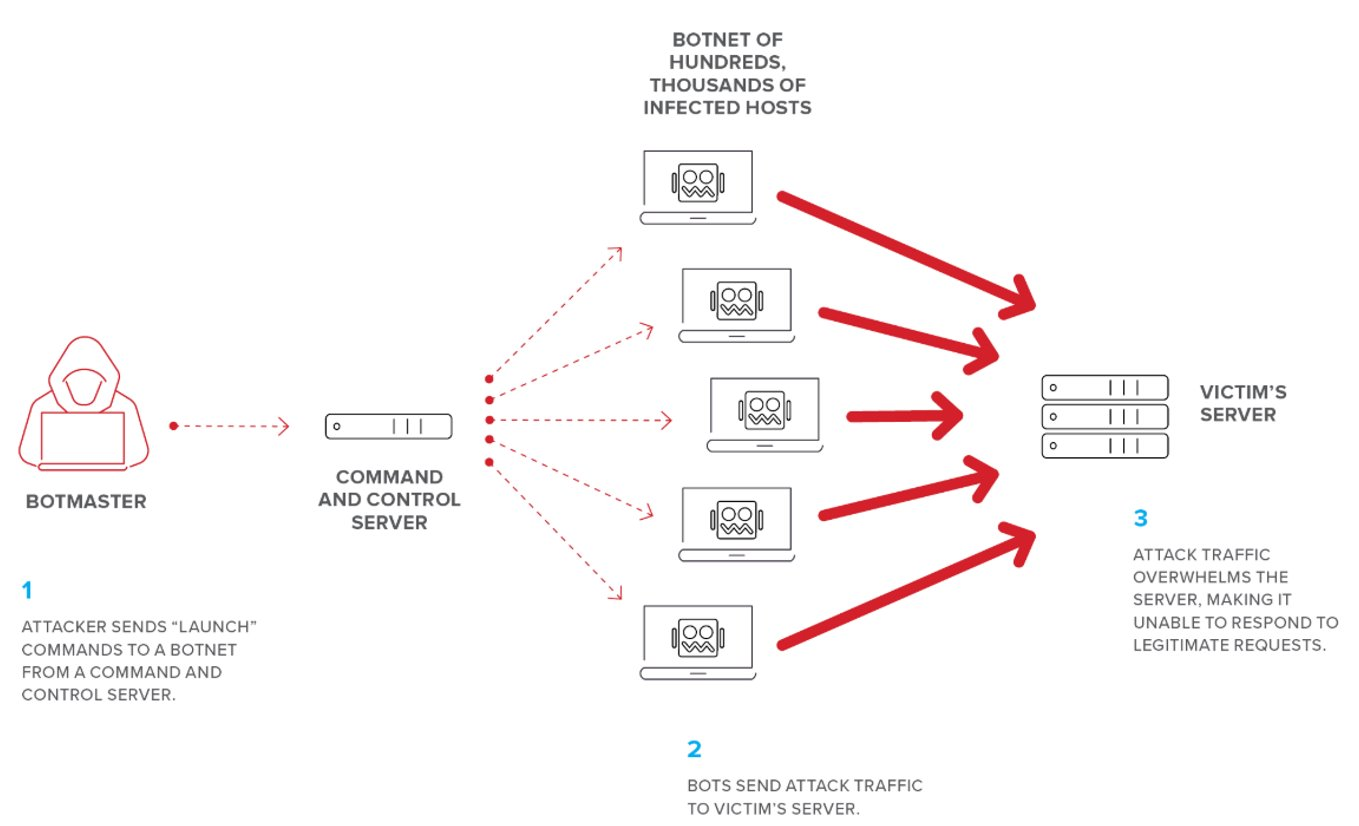 BOTNET OF
HUNDREDS,
THOUSANDS OF
INFECTED HOSTS
VICTIM'S
SERVER
BOTMASTER
COMMAND
AND CONTROL
SERVER
1
ATTACKER SENDS “LAUNCH”
COMMANDS TO A BOTNET
FROM A COMMAND AND
CONTROL SERVER.
2
BOTS SEND ATTACK TRAFFIC
TO VICTIM'S SERVER.
3
ATTACK TRAFFIC
OVERWHELMS THE
SERVER, MAKING IT
UNABLE TO RESPOND TO
LEGITIMATE REQUESTS.